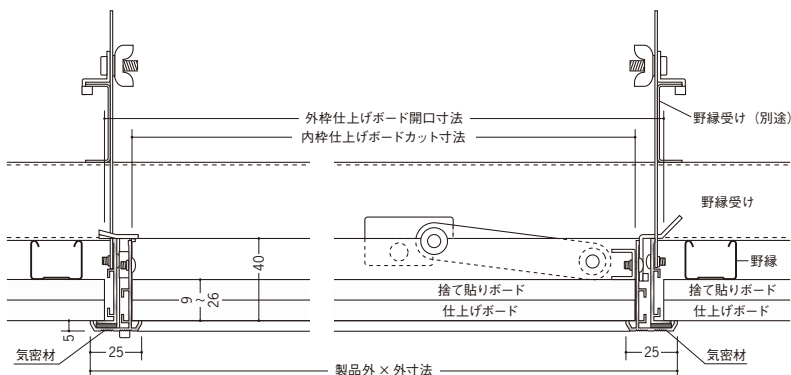 外枠仕上げボード開口寸法
野縁受け（別途）
内枠仕上げボードカット寸法
野縁受け
40
野縁
9～26
捨て貼りボード
捨て貼りボード
仕上げボード
仕上げボード
5
気密材
25
25
気密材
製品外×外寸法